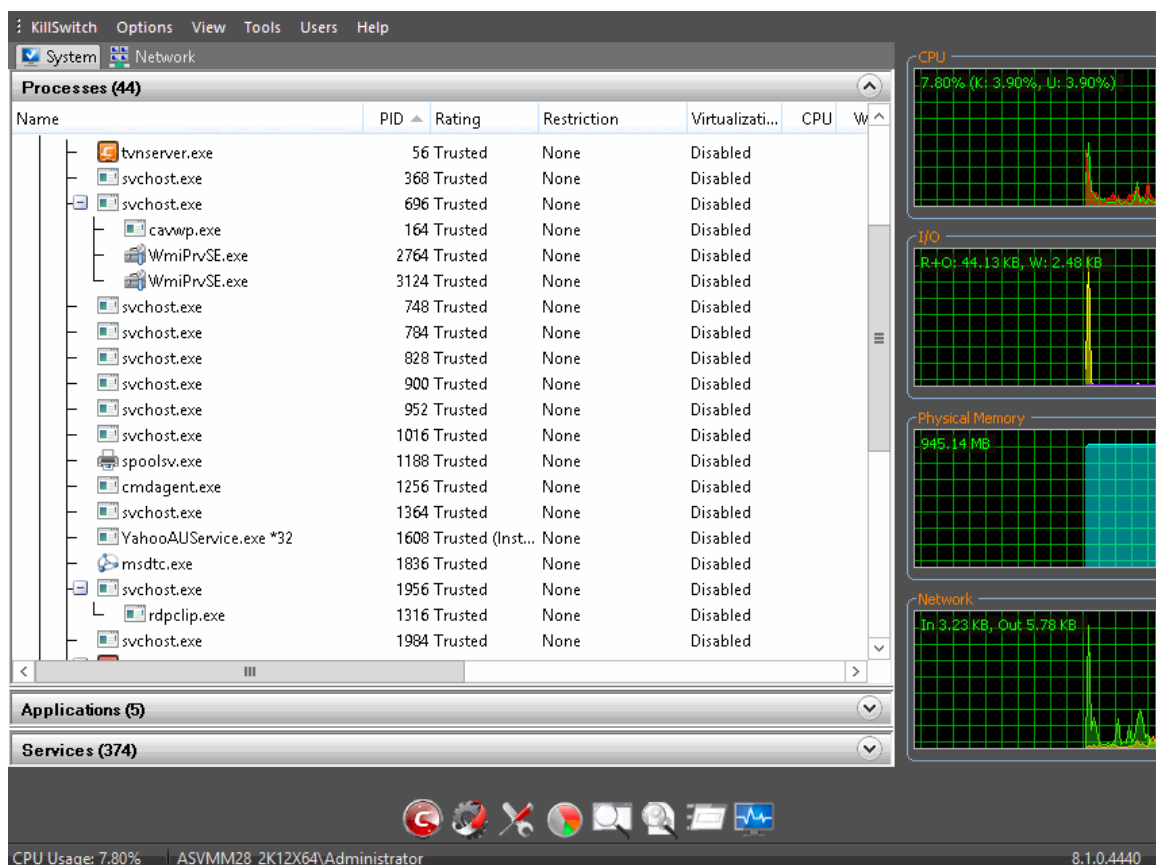 KillSwitch Options View Tools Users Help
System Network
Processes (44)
Name PID Rating Restriction Virtualizati... CPU W
tvnserver.exe 56 Trusted None Disabled
svchost.exe 368 Trusted None Disabled
svchost.exe 696 Trusted None Disabled
cavwp.exe 164 Trusted None Disabled
WmiPrvSE.exe 2764 Trusted None Disabled
WmiPrvSE.exe 3124 Trusted None Disabled
svchost.exe 748 Trusted None Disabled
svchost.exe 784 Trusted None Disabled
svchost.exe 828 Trusted None Disabled
svchost.exe 900 Trusted None Disabled
svchost.exe 952 Trusted None Disabled
svchost.exe 1016 Trusted None Disabled
spoolsv.exe 1188 Trusted None Disabled
cmdagent.exe 1256 Trusted None Disabled
svchost.exe 1364 Trusted None Disabled
YahooAUService.exe *32 1608 Trusted (Inst... None Disabled
msdtc.exe 1836 Trusted None Disabled
svchost.exe 1956 Trusted None Disabled
rdpclip.exe 1316 Trusted None Disabled
svchost.exe 1984 Trusted None Disabled
Applications (5)
Services (374)
CPU
7.80% (K: 3.90%, U: 3.90%)
I/O
R+O: 44.13 KB, W: 2.48 KB
Physical Memory
945.14 MB
Network
In 3.23 KB, Out 5.78 KB
CPU Usage: 7.80% ASVMM28_2K12X64\Administrator 8.1.0.4440